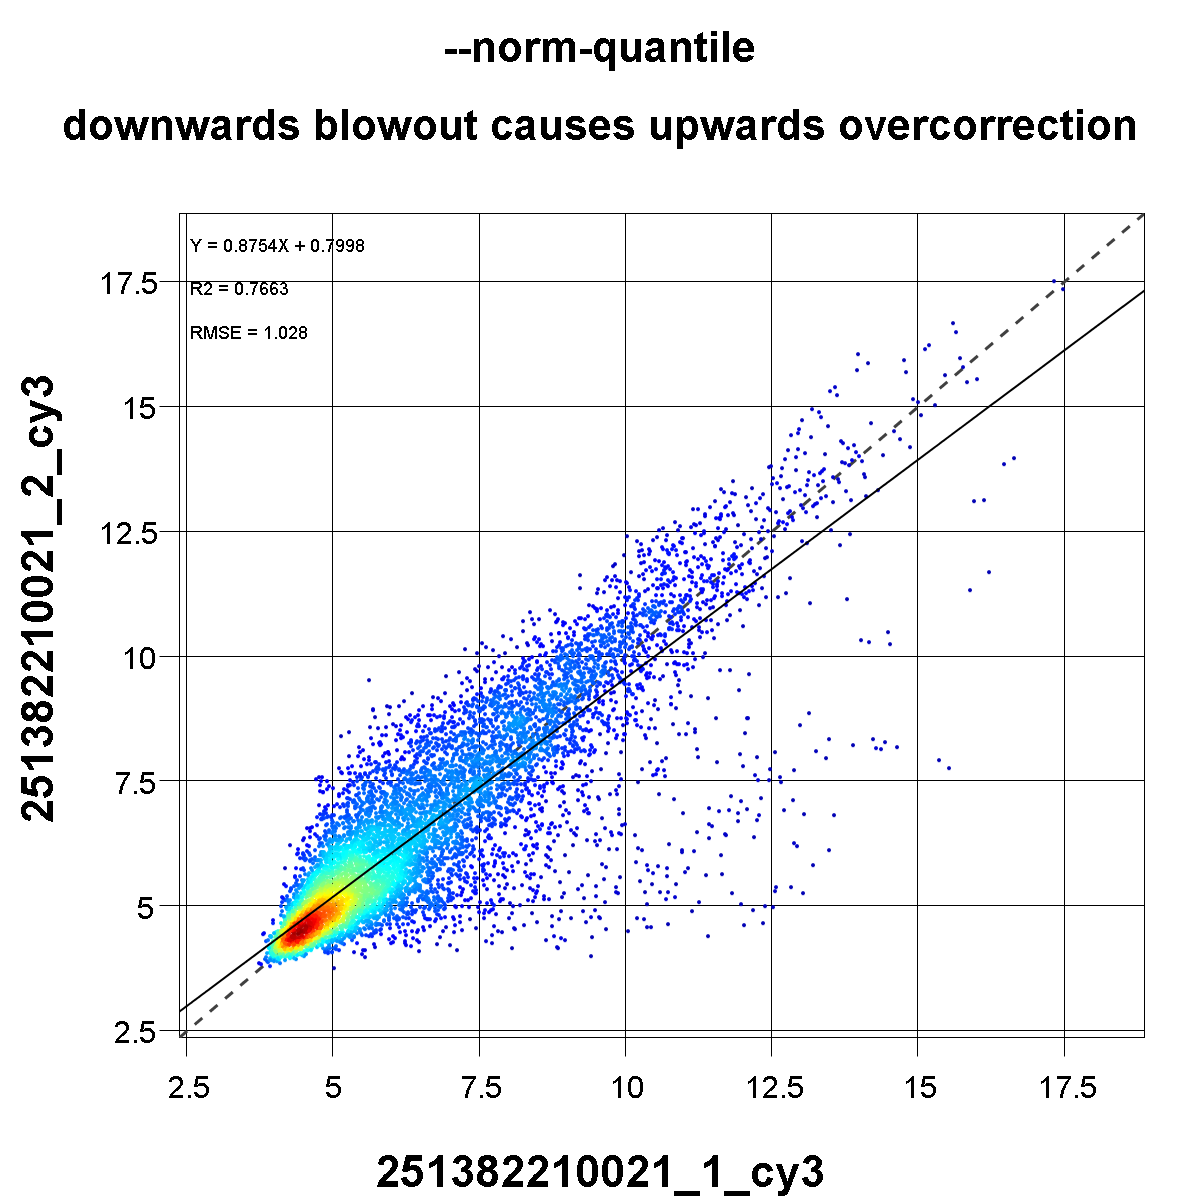 --norm-quantile
downwards blowout causes upwards overcorrection
Y = 0.8754X + 0.7998
R2 = 0.7663
RMSE = 1.028
17.5
15
12.5
10
7.5
5
2.5
251382210021_2_cy3
2.5 5 7.5 10 12.5 15 17.5
251382210021_1_cy3